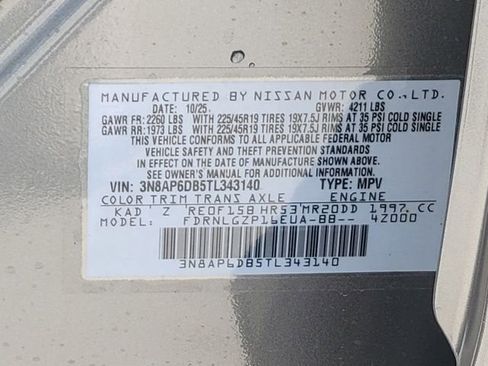 MANUFACTURED BY NISSAN MOTOR CO., LTD.
DATE: 10/25 GVWR: 4211 LBS
GAWR FR: 2260 LBS WITH 225/45R19 TIRES 19X7.5J RIMS AT 35 PSI COLD SINGLE
GAWR RR: 1973 LBS WITH 225/45R19 TIRES 19X7.5J RIMS AT 35 PSI COLD SINGLE
THIS VEHICLE CONFORMS TO ALL APPLICABLE FEDERAL MOTOR
VEHICLE SAFETY AND THEFT PREVENTION STANDARDS
IN EFFECT ON THE DATE OF MANUFACTURE SHOWN ABOVE.
SEE OWNER'S MANUAL FOR ADDITIONAL INFORMATION
VIN: 3N8AP6DB5TL343140 TYPE: MPV
COLOR TRIM TRANS AXLE ENGINE
KAD Z RE0F15B HR53 MR20DD 1997 CC
MODEL: FDRNLGZP16EUA-BB-- 4Z000
3N8AP6DB5TL343140